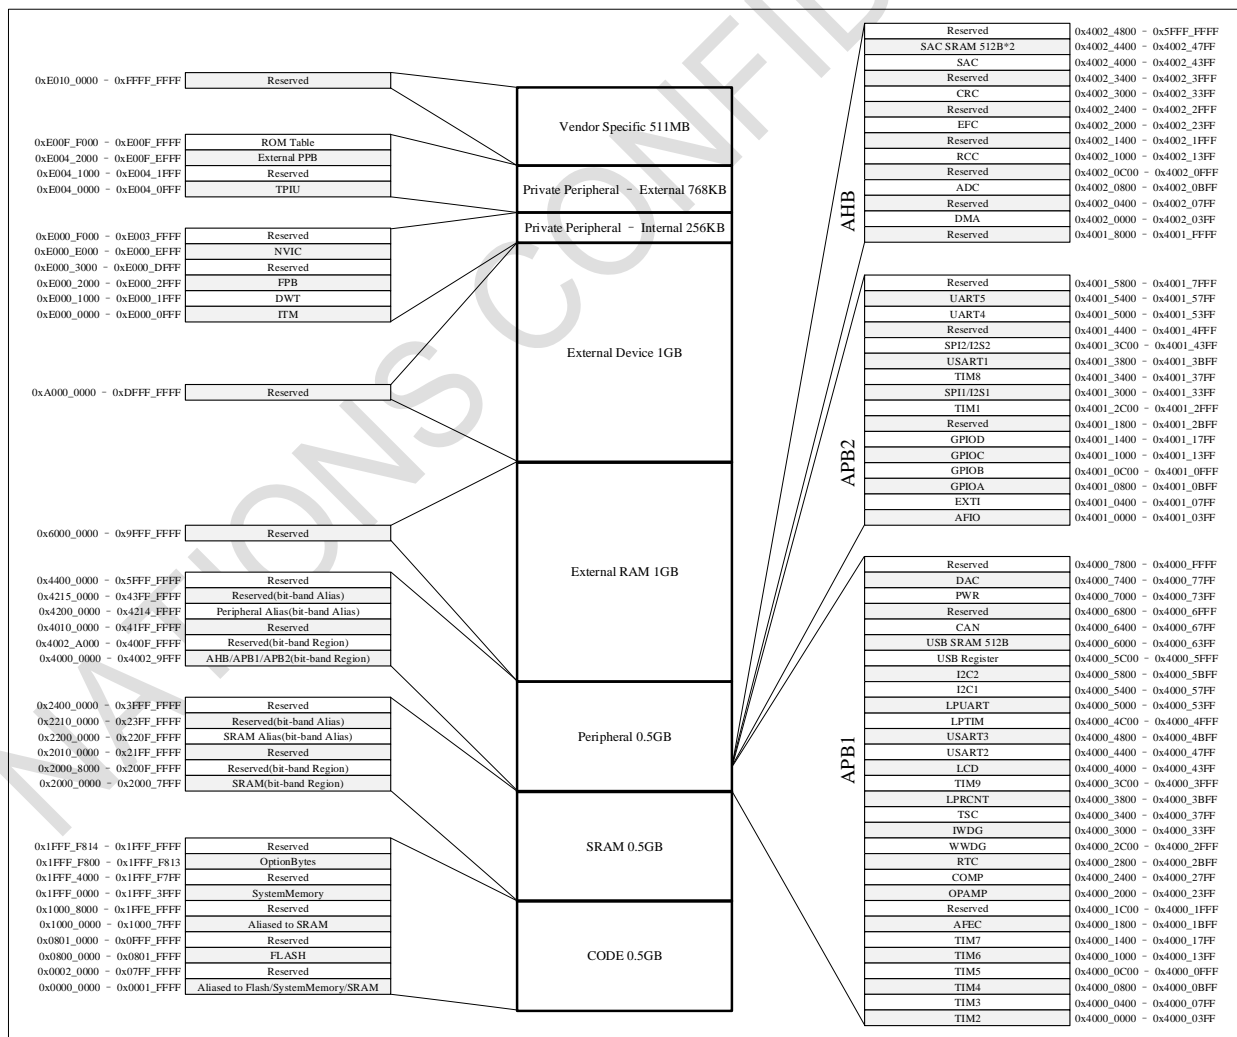 0xE010_0000 - 0xFFFF_FFFF Reserved
0xE00F_F000 - 0xE00F_FFFF ROM Table
0xE004_2000 - 0xE00F_EFFF External PPB
0xE004_1000 - 0xE004_1FFF Reserved
0xE004_0000 - 0xE004_0FFF TPIU
0xE000_F000 - 0xE003_FFFF Reserved
0xE000_E000 - 0xE000_EFFF NVIC
0xE000_3000 - 0xE000_DFFF Reserved
0xE000_2000 - 0xE000_2FFF FPB
0xE000_1000 - 0xE000_1FFF DWT
0xE000_0000 - 0xE000_0FFF ITM
0xA000_0000 - 0xDFFF_FFFF Reserved
0x6000_0000 - 0x9FFF_FFFF Reserved
0x4400_0000 - 0x5FFF_FFFF Reserved
0x4215_0000 - 0x43FF_FFFF Reserved(bit-band Alias)
0x4200_0000 - 0x4214_FFFF Peripheral Alias(bit-band Alias)
0x4010_0000 - 0x41FF_FFFF Reserved
0x4002_A000 - 0x400F_FFFF Reserved(bit-band Region)
0x4000_0000 - 0x4002_9FFF AHB/APB1/APB2(bit-band Region)
0x2400_0000 - 0x3FFF_FFFF Reserved
0x2210_0000 - 0x23FF_FFFF Reserved(bit-band Alias)
0x2200_0000 - 0x220F_FFFF SRAM Alias(bit-band Alias)
0x2010_0000 - 0x21FF_FFFF Reserved
0x2000_8000 - 0x200F_FFFF Reserved(bit-band Region)
0x2000_0000 - 0x2000_7FFF SRAM(bit-band Region)
0x1FFF_F814 - 0x1FFF_FFFF Reserved
0x1FFF_F800 - 0x1FFF_F813 OptionBytes
0x1FFF_4000 - 0x1FFF_F7FF Reserved
0x1FFF_0000 - 0x1FFF_3FFF SystemMemory
0x1000_8000 - 0x1FFE_FFFF Reserved
0x1000_0000 - 0x1000_7FFF Aliased to SRAM
0x0801_0000 - 0x0FFF_FFFF Reserved
0x0800_0000 - 0x0801_FFFF FLASH
0x0002_0000 - 0x07FF_FFFF Reserved
0x0000_0000 - 0x0001_FFFF Aliased to Flash/SystemMemory/SRAM
Vendor Specific 511MB
Private Peripheral - External 768KB
Private Peripheral - Internal 256KB
External Device 1GB
External RAM 1GB
Peripheral 0.5GB
SRAM 0.5GB
CODE 0.5GB
AHB
Reserved 0x4002_4800 - 0x5FFF_FFFF
SAC SRAM 512B*2 0x4002_4400 - 0x4002_47FF
SAC 0x4002_4000 - 0x4002_43FF
Reserved 0x4002_3400 - 0x4002_3FFF
CRC 0x4002_3000 - 0x4002_33FF
Reserved 0x4002_2400 - 0x4002_2FFF
EFC 0x4002_2000 - 0x4002_23FF
Reserved 0x4002_1400 - 0x4002_1FFF
RCC 0x4002_1000 - 0x4002_13FF
Reserved 0x4002_0C00 - 0x4002_0FFF
ADC 0x4002_0800 - 0x4002_0BFF
Reserved 0x4002_0400 - 0x4002_07FF
DMA 0x4002_0000 - 0x4002_03FF
Reserved 0x4001_8000 - 0x4001_FFFF
APB2
Reserved 0x4001_5800 - 0x4001_7FFF
UART5 0x4001_5400 - 0x4001_57FF
UART4 0x4001_5000 - 0x4001_53FF
Reserved 0x4001_4400 - 0x4001_4FFF
SPI2/I2S2 0x4001_3C00 - 0x4001_43FF
USART1 0x4001_3800 - 0x4001_3BFF
TIM8 0x4001_3400 - 0x4001_37FF
SPI1/I2S1 0x4001_3000 - 0x4001_33FF
TIM1 0x4001_2C00 - 0x4001_2FFF
Reserved 0x4001_1800 - 0x4001_2BFF
GPIOD 0x4001_1400 - 0x4001_17FF
GPIOC 0x4001_1000 - 0x4001_13FF
GPIOB 0x4001_0C00 - 0x4001_0FFF
GPIOA 0x4001_0800 - 0x4001_0BFF
EXTI 0x4001_0400 - 0x4001_07FF
AFIO 0x4001_0000 - 0x4001_03FF
APB1
Reserved 0x4000_7800 - 0x4000_FFFF
DAC 0x4000_7400 - 0x4000_77FF
PWR 0x4000_7000 - 0x4000_73FF
Reserved 0x4000_6800 - 0x4000_6FFF
CAN 0x4000_6400 - 0x4000_67FF
USB SRAM 512B 0x4000_6000 - 0x4000_63FF
USB Register 0x4000_5C00 - 0x4000_5FFF
I2C2 0x4000_5800 - 0x4000_5BFF
I2C1 0x4000_5400 - 0x4000_57FF
LPUART 0x4000_5000 - 0x4000_53FF
LPTIM 0x4000_4C00 - 0x4000_4FFF
USART3 0x4000_4800 - 0x4000_4BFF
USART2 0x4000_4400 - 0x4000_47FF
LCD 0x4000_4000 - 0x4000_43FF
TIM9 0x4000_3C00 - 0x4000_3FFF
LPRCNT 0x4000_3800 - 0x4000_3BFF
TSC 0x4000_3400 - 0x4000_37FF
IWDG 0x4000_3000 - 0x4000_33FF
WWDG 0x4000_2C00 - 0x4000_2FFF
RTC 0x4000_2800 - 0x4000_2BFF
COMP 0x4000_2400 - 0x4000_27FF
OPAMP 0x4000_2000 - 0x4000_23FF
Reserved 0x4000_1C00 - 0x4000_1FFF
AFEC 0x4000_1800 - 0x4000_1BFF
TIM7 0x4000_1400 - 0x4000_17FF
TIM6 0x4000_1000 - 0x4000_13FF
TIM5 0x4000_0C00 - 0x4000_0FFF
TIM4 0x4000_0800 - 0x4000_0BFF
TIM3 0x4000_0400 - 0x4000_07FF
TIM2 0x4000_0000 - 0x4000_03FF
NATIONS CONFID